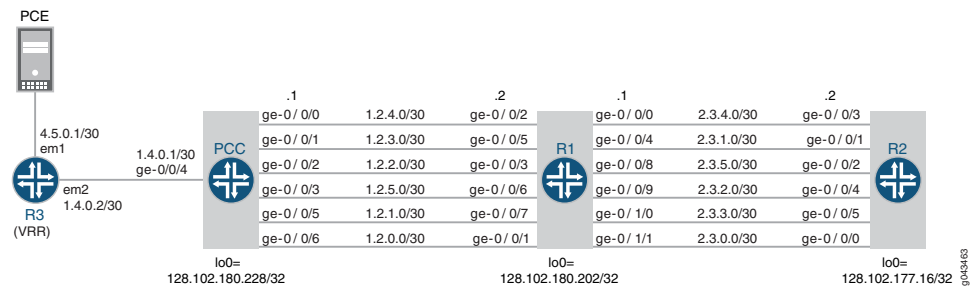 PCE
4.5.0.1/30
em1
R3
(VRR)
em2
1.4.0.2/30
1.4.0.1/30
ge-0/0/4
PCC
R1
R2
.1 .2 .1 .2
ge-0/0/0 1.2.4.0/30 ge-0/0/2 ge-0/0/0 2.3.4.0/30 ge-0/0/3
ge-0/0/1 1.2.3.0/30 ge-0/0/5 ge-0/0/4 2.3.1.0/30 ge-0/0/1
ge-0/0/2 1.2.2.0/30 ge-0/0/3 ge-0/0/8 2.3.5.0/30 ge-0/0/2
ge-0/0/3 1.2.5.0/30 ge-0/0/6 ge-0/0/9 2.3.2.0/30 ge-0/0/4
ge-0/0/5 1.2.1.0/30 ge-0/0/7 ge-0/1/0 2.3.3.0/30 ge-0/0/5
ge-0/0/6 1.2.0.0/30 ge-0/0/1 ge-0/1/1 2.3.0.0/30 ge-0/0/0
lo0=
128.102.180.228/32
lo0=
128.102.180.202/32
lo0=
128.102.177.16/32
g043463